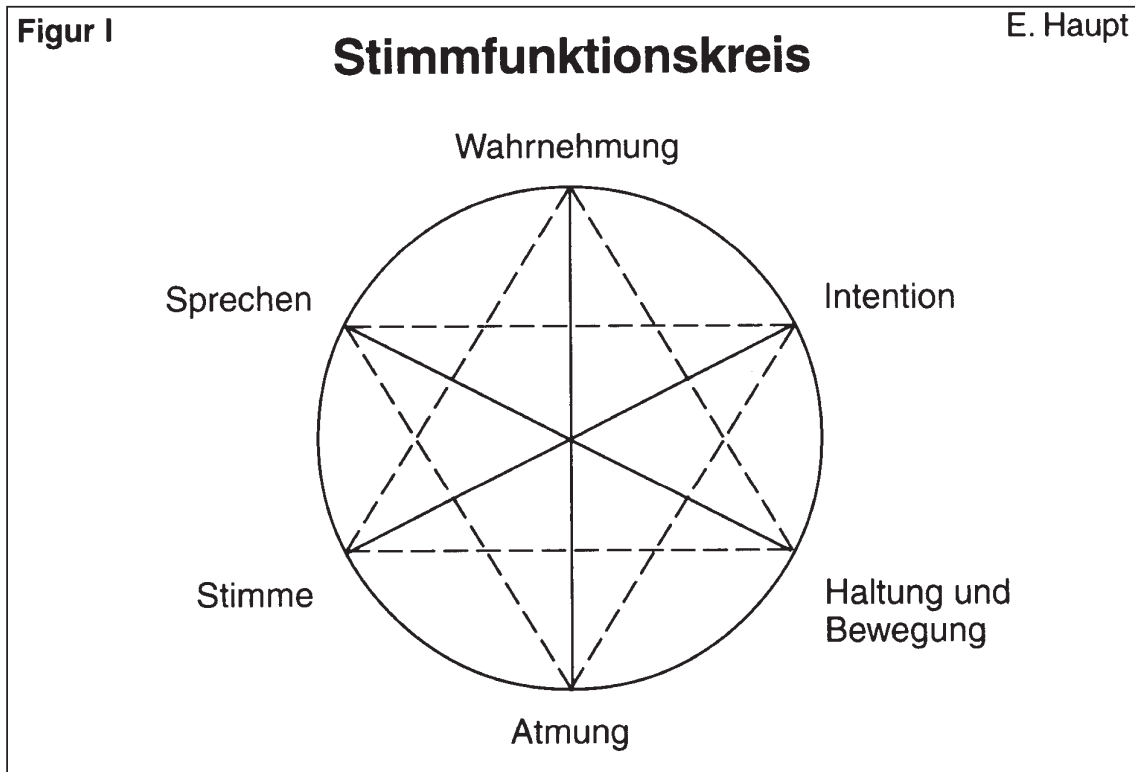 Figur I
E. Haupt
Stimmfunktionskreis
Wahrnehmung
Sprechen
Intention
Stimme
Haltung und
Bewegung
Atmung